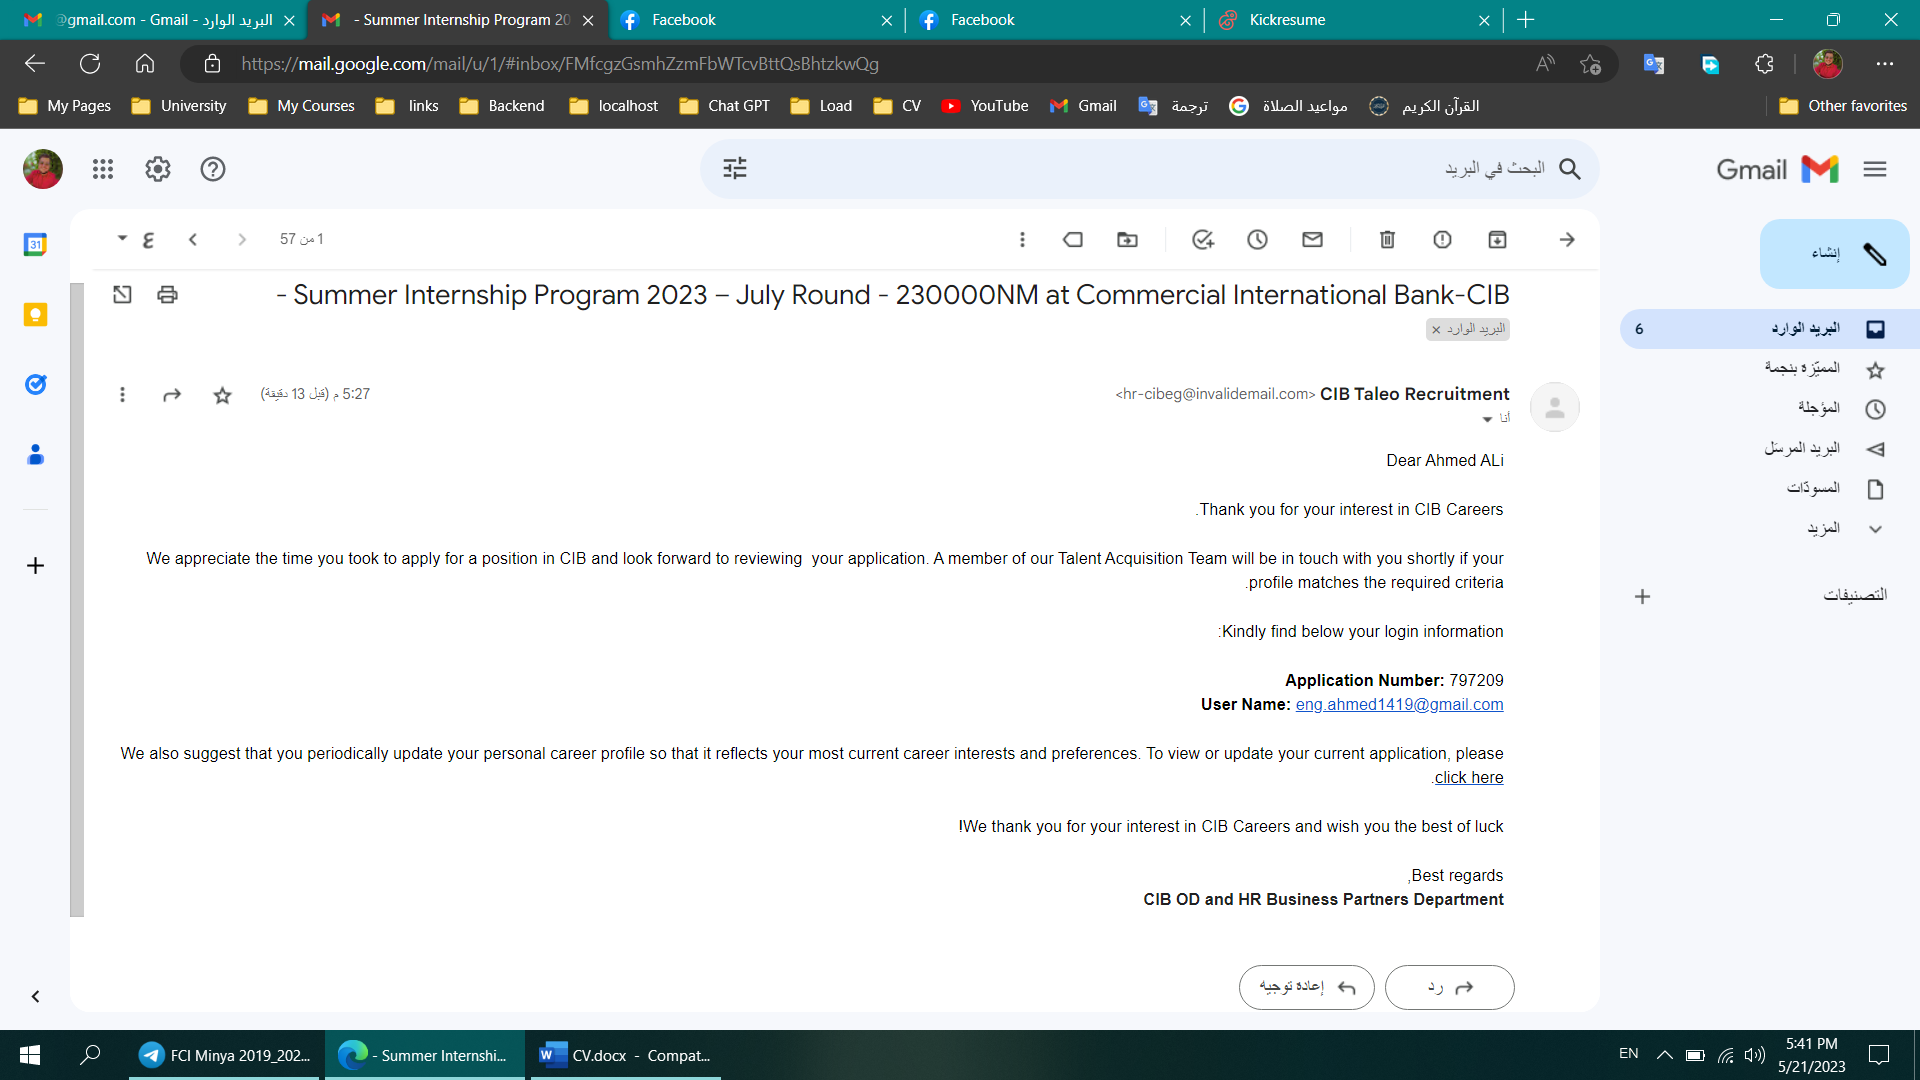 @gmail.com - Gmail - البريد الوارد
- Summer Internship Program 20
Facebook
Facebook
Kickresume
https://mail.google.com/mail/u/1/#inbox/FMfcgzGsmhZzmFbWTcvBttQsBhtzkwQg
My Pages
University
My Courses
links
Backend
localhost
Chat GPT
Load
CV
YouTube
Gmail
ترجمة
مواعيد الصلاة
القرآن الكريم
Other favorites
البحث في البريد
Gmail
ع
1 من 57
إنشاء
- Summer Internship Program 2023 – July Round - 230000NM at Commercial International Bank-CIB
البريد الوارد
البريد الوارد
6
المميّزة بنجمة
المؤجلة
البريد المرسَل
المسودّات
المزيد
التصنيفات
CIB Taleo Recruitment <hr-cibeg@invalidemail.com>
5:27 م (قبل 13 دقيقة)
أنا
Dear Ahmed ALi
.Thank you for your interest in CIB Careers
We appreciate the time you took to apply for a position in CIB and look forward to reviewing your application. A member of our Talent Acquisition Team will be in touch with you shortly if your
.profile matches the required criteria
:Kindly find below your login information
Application Number: 797209
User Name: eng.ahmed1419@gmail.com
We also suggest that you periodically update your personal career profile so that it reflects your most current career interests and preferences. To view or update your current application, please
.click here
!We thank you for your interest in CIB Careers and wish you the best of luck
,Best regards
CIB OD and HR Business Partners Department
رد
إعادة توجيه
31
FCI Minya 2019_202...
- Summer Internshi...
CV.docx - Compat...
EN
5:41 PM
5/21/2023